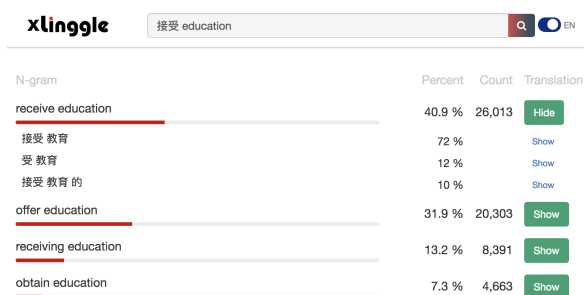 xLinggle
接受 education
EN
N-gram Percent Count Translation
receive education 40.9 % 26,013 Hide
接受 教育 72 % Show
受 教育 12 % Show
接受 教育 的 10 % Show
offer education 31.9 % 20,303 Show
receiving education 13.2 % 8,391 Show
obtain education 7.3 % 4,663 Show